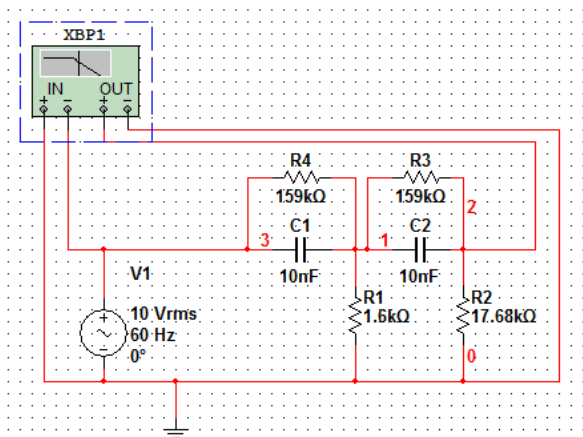 XBP1
IN OUT
+ − + −
R4 R3
159kΩ 159kΩ
2
C1 C2
3 1
10nF 10nF
V1
R1 R2
10 Vrms 1.6kΩ 17.68kΩ
60 Hz
0° 0